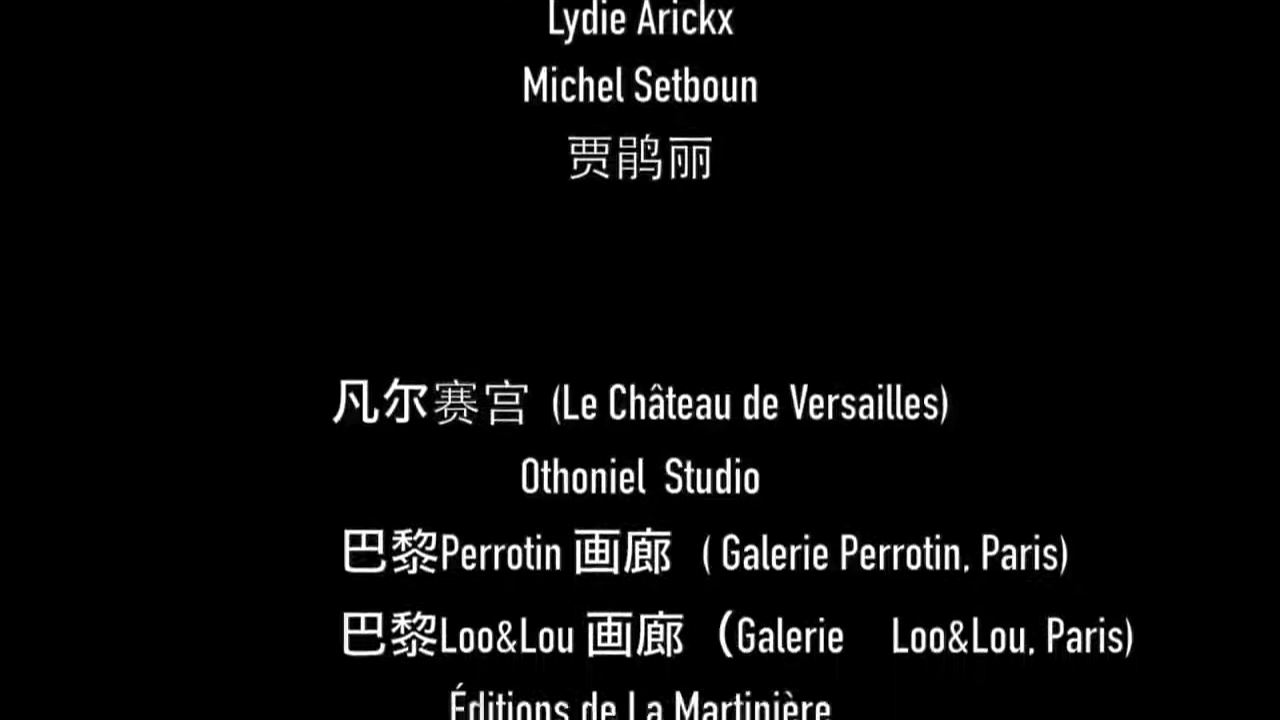 Lydie Arickx
Michel Setboun
贾鹃丽
凡尔赛宫 (Le Château de Versailles)
Othoniel Studio
巴黎Perrotin 画廊 ( Galerie Perrotin, Paris)
巴黎Loo&Lou 画廊 （Galerie Loo&Lou, Paris)
Éditions de La Martinière